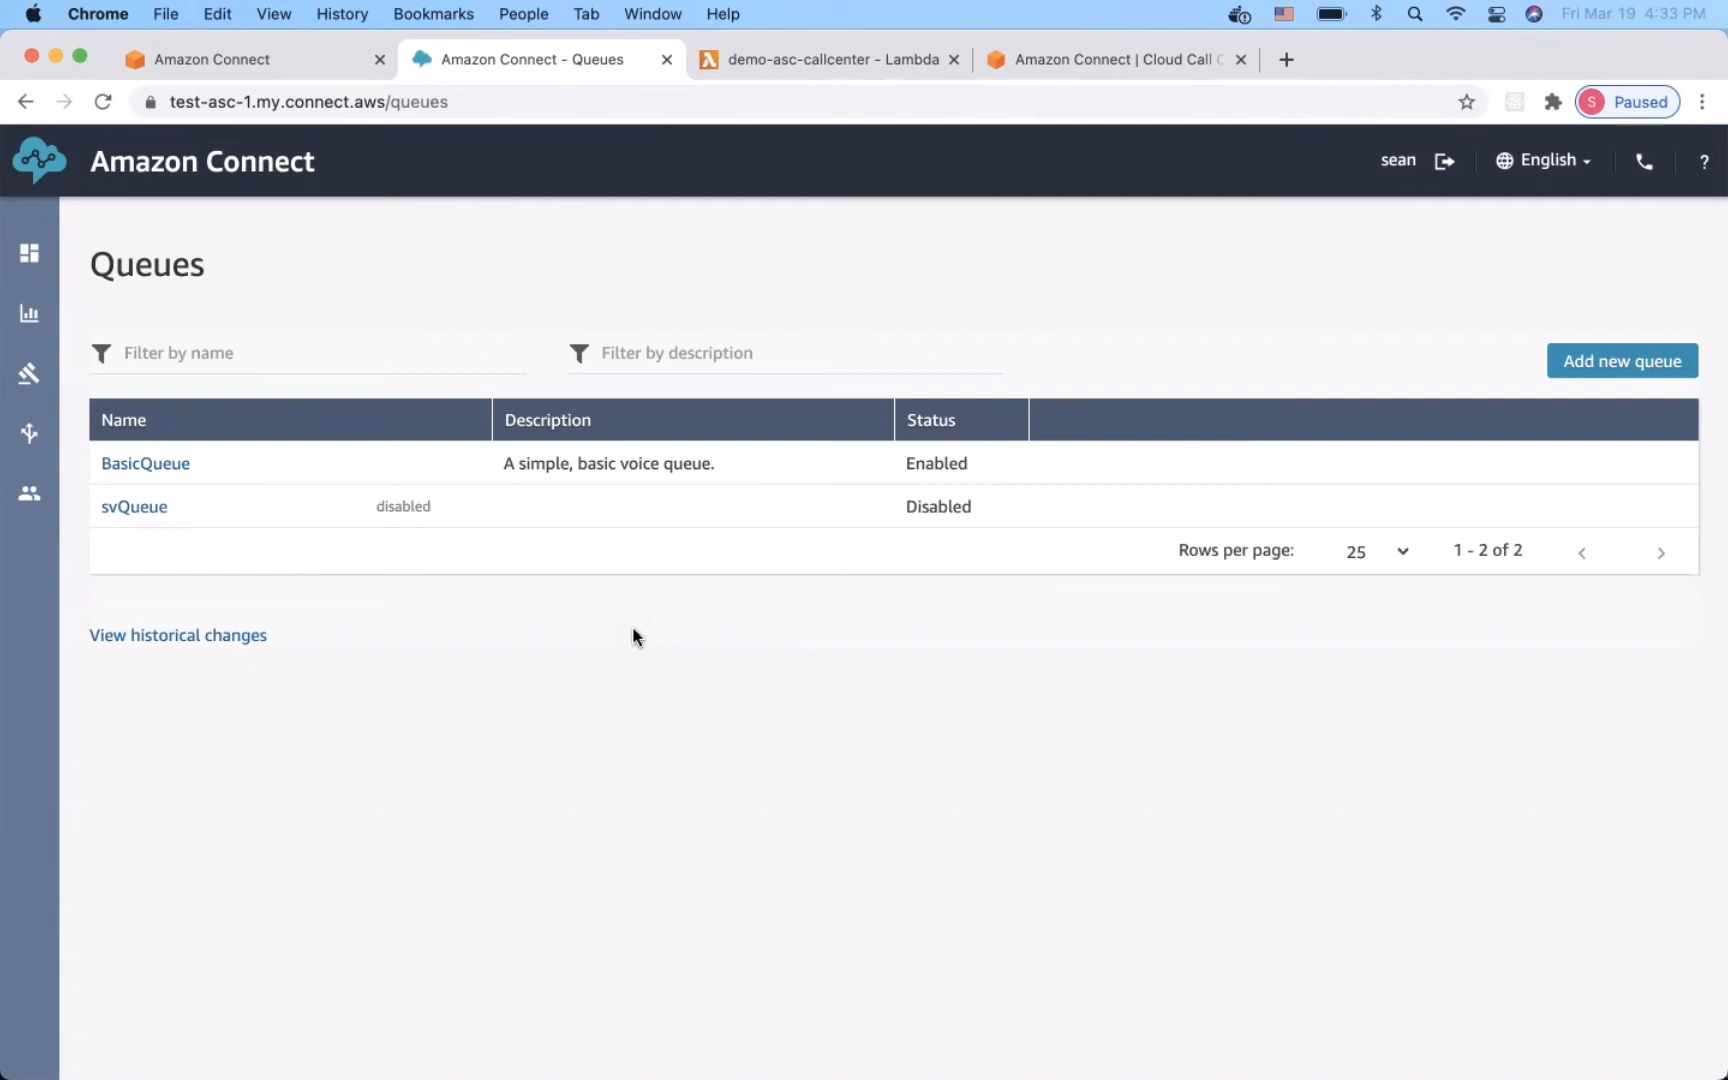 Chrome File Edit View History Bookmarks People Tab Window Help Fri Mar 19 4:33 PM
Amazon Connect Amazon Connect - Queues demo-asc-callcenter - Lambda Amazon Connect | Cloud Call C
test-asc-1.my.connect.aws/queues S Paused
Amazon Connect sean English ?
Queues
Filter by name Filter by description Add new queue
Name Description Status
BasicQueue A simple, basic voice queue. Enabled
svQueue disabled Disabled
Rows per page: 25 1 - 2 of 2
View historical changes